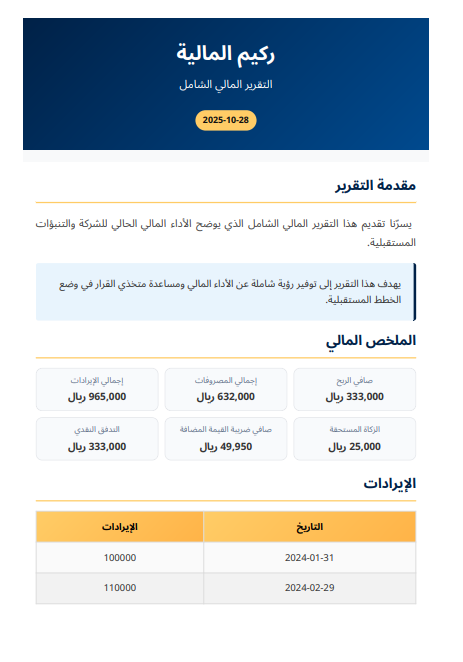 ركيم المالية
التقرير المالي الشامل
2025-10-28
مقدمة التقرير
يسرّنا تقديم هذا التقرير المالي الشامل الذي يوضح الأداء المالي الحالي للشركة والتنبؤات
المستقبلية.
يهدف هذا التقرير إلى توفير رؤية شاملة عن الأداء المالي ومساعدة متخذي القرار في وضع
الخطط المستقبلية.
الملخص المالي
صافي الربح
333,000 ريال
إجمالي المصروفات
632,000 ريال
إجمالي الإيرادات
965,000 ريال
الزكاة المستحقة
25,000 ريال
صافي ضريبة القيمة المضافة
49,950 ريال
التدفق النقدي
333,000 ريال
الإيرادات
التاريخ الإيرادات
2024-01-31 100000
2024-02-29 110000